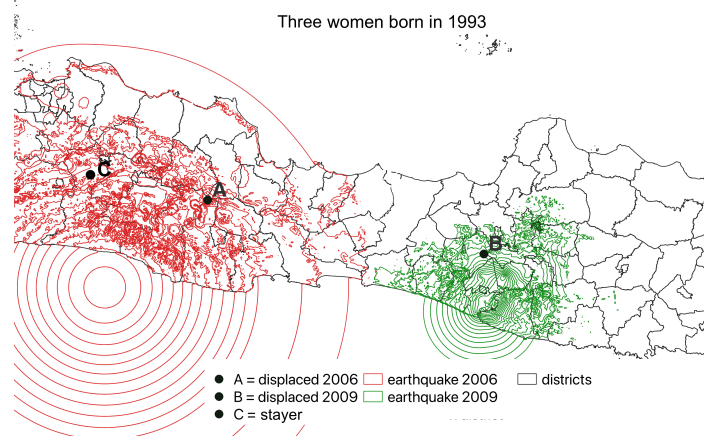 Three women born in 1993
C
A
B
A = displaced 2006 earthquake 2006 districts
B = displaced 2009 earthquake 2009
C = stayer